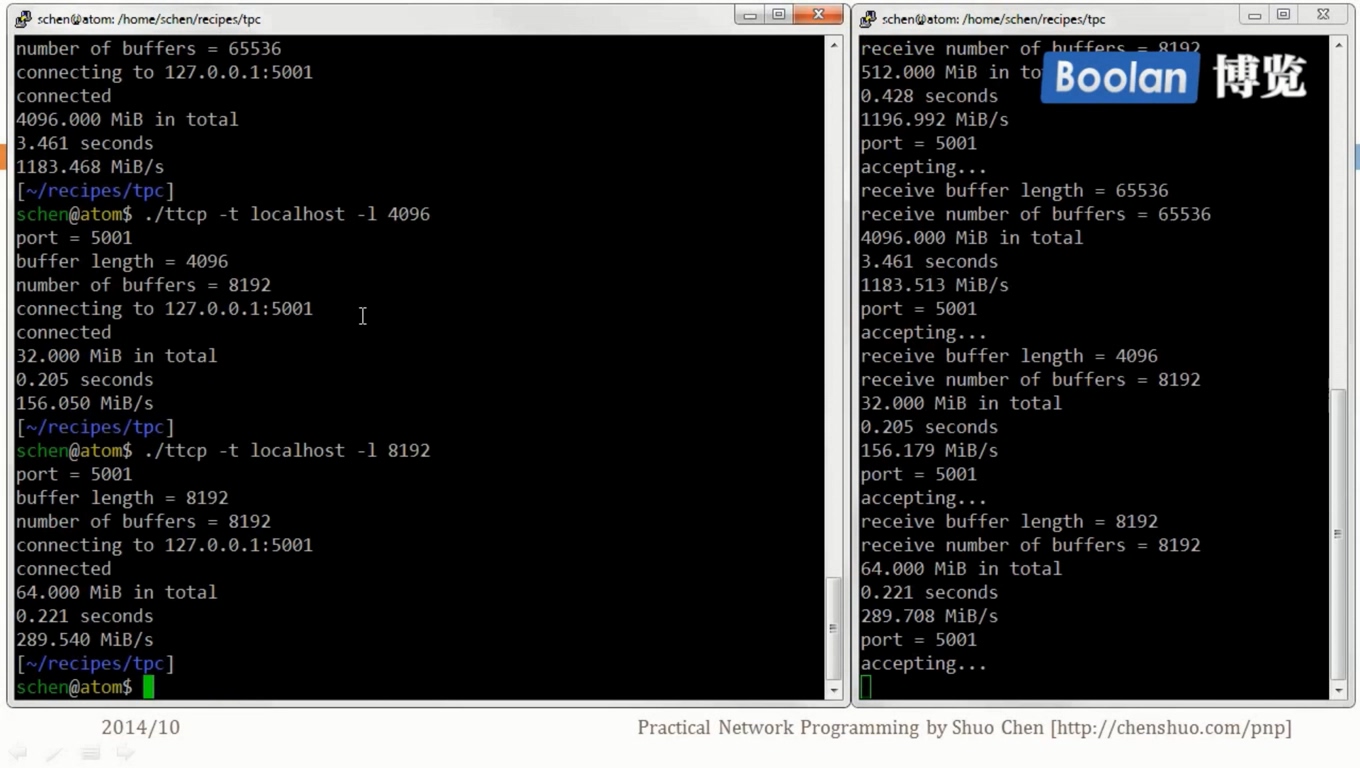 schen@atom: /home/schen/recipes/tpc
number of buffers = 65536
connecting to 127.0.0.1:5001
connected
4096.000 MiB in total
3.461 seconds
1183.468 MiB/s
[~/recipes/tpc]
schen@atom$ ./ttcp -t localhost -l 4096
port = 5001
buffer length = 4096
number of buffers = 8192
connecting to 127.0.0.1:5001
connected
32.000 MiB in total
0.205 seconds
156.050 MiB/s
[~/recipes/tpc]
schen@atom$ ./ttcp -t localhost -l 8192
port = 5001
buffer length = 8192
number of buffers = 8192
connecting to 127.0.0.1:5001
connected
64.000 MiB in total
0.221 seconds
289.540 MiB/s
[~/recipes/tpc]
schen@atom$
schen@atom: /home/schen/recipes/tpc
receive number of buffers = 8192
512.000 MiB in
Boolan 博览
0.428 seconds
1196.992 MiB/s
port = 5001
accepting...
receive buffer length = 65536
receive number of buffers = 65536
4096.000 MiB in total
3.461 seconds
1183.513 MiB/s
port = 5001
accepting...
receive buffer length = 4096
receive number of buffers = 8192
32.000 MiB in total
0.205 seconds
156.179 MiB/s
port = 5001
accepting...
receive buffer length = 8192
receive number of buffers = 8192
64.000 MiB in total
0.221 seconds
289.708 MiB/s
port = 5001
accepting...
2014/10
Practical Network Programming by Shuo Chen [http://chenshuo.com/pnp]